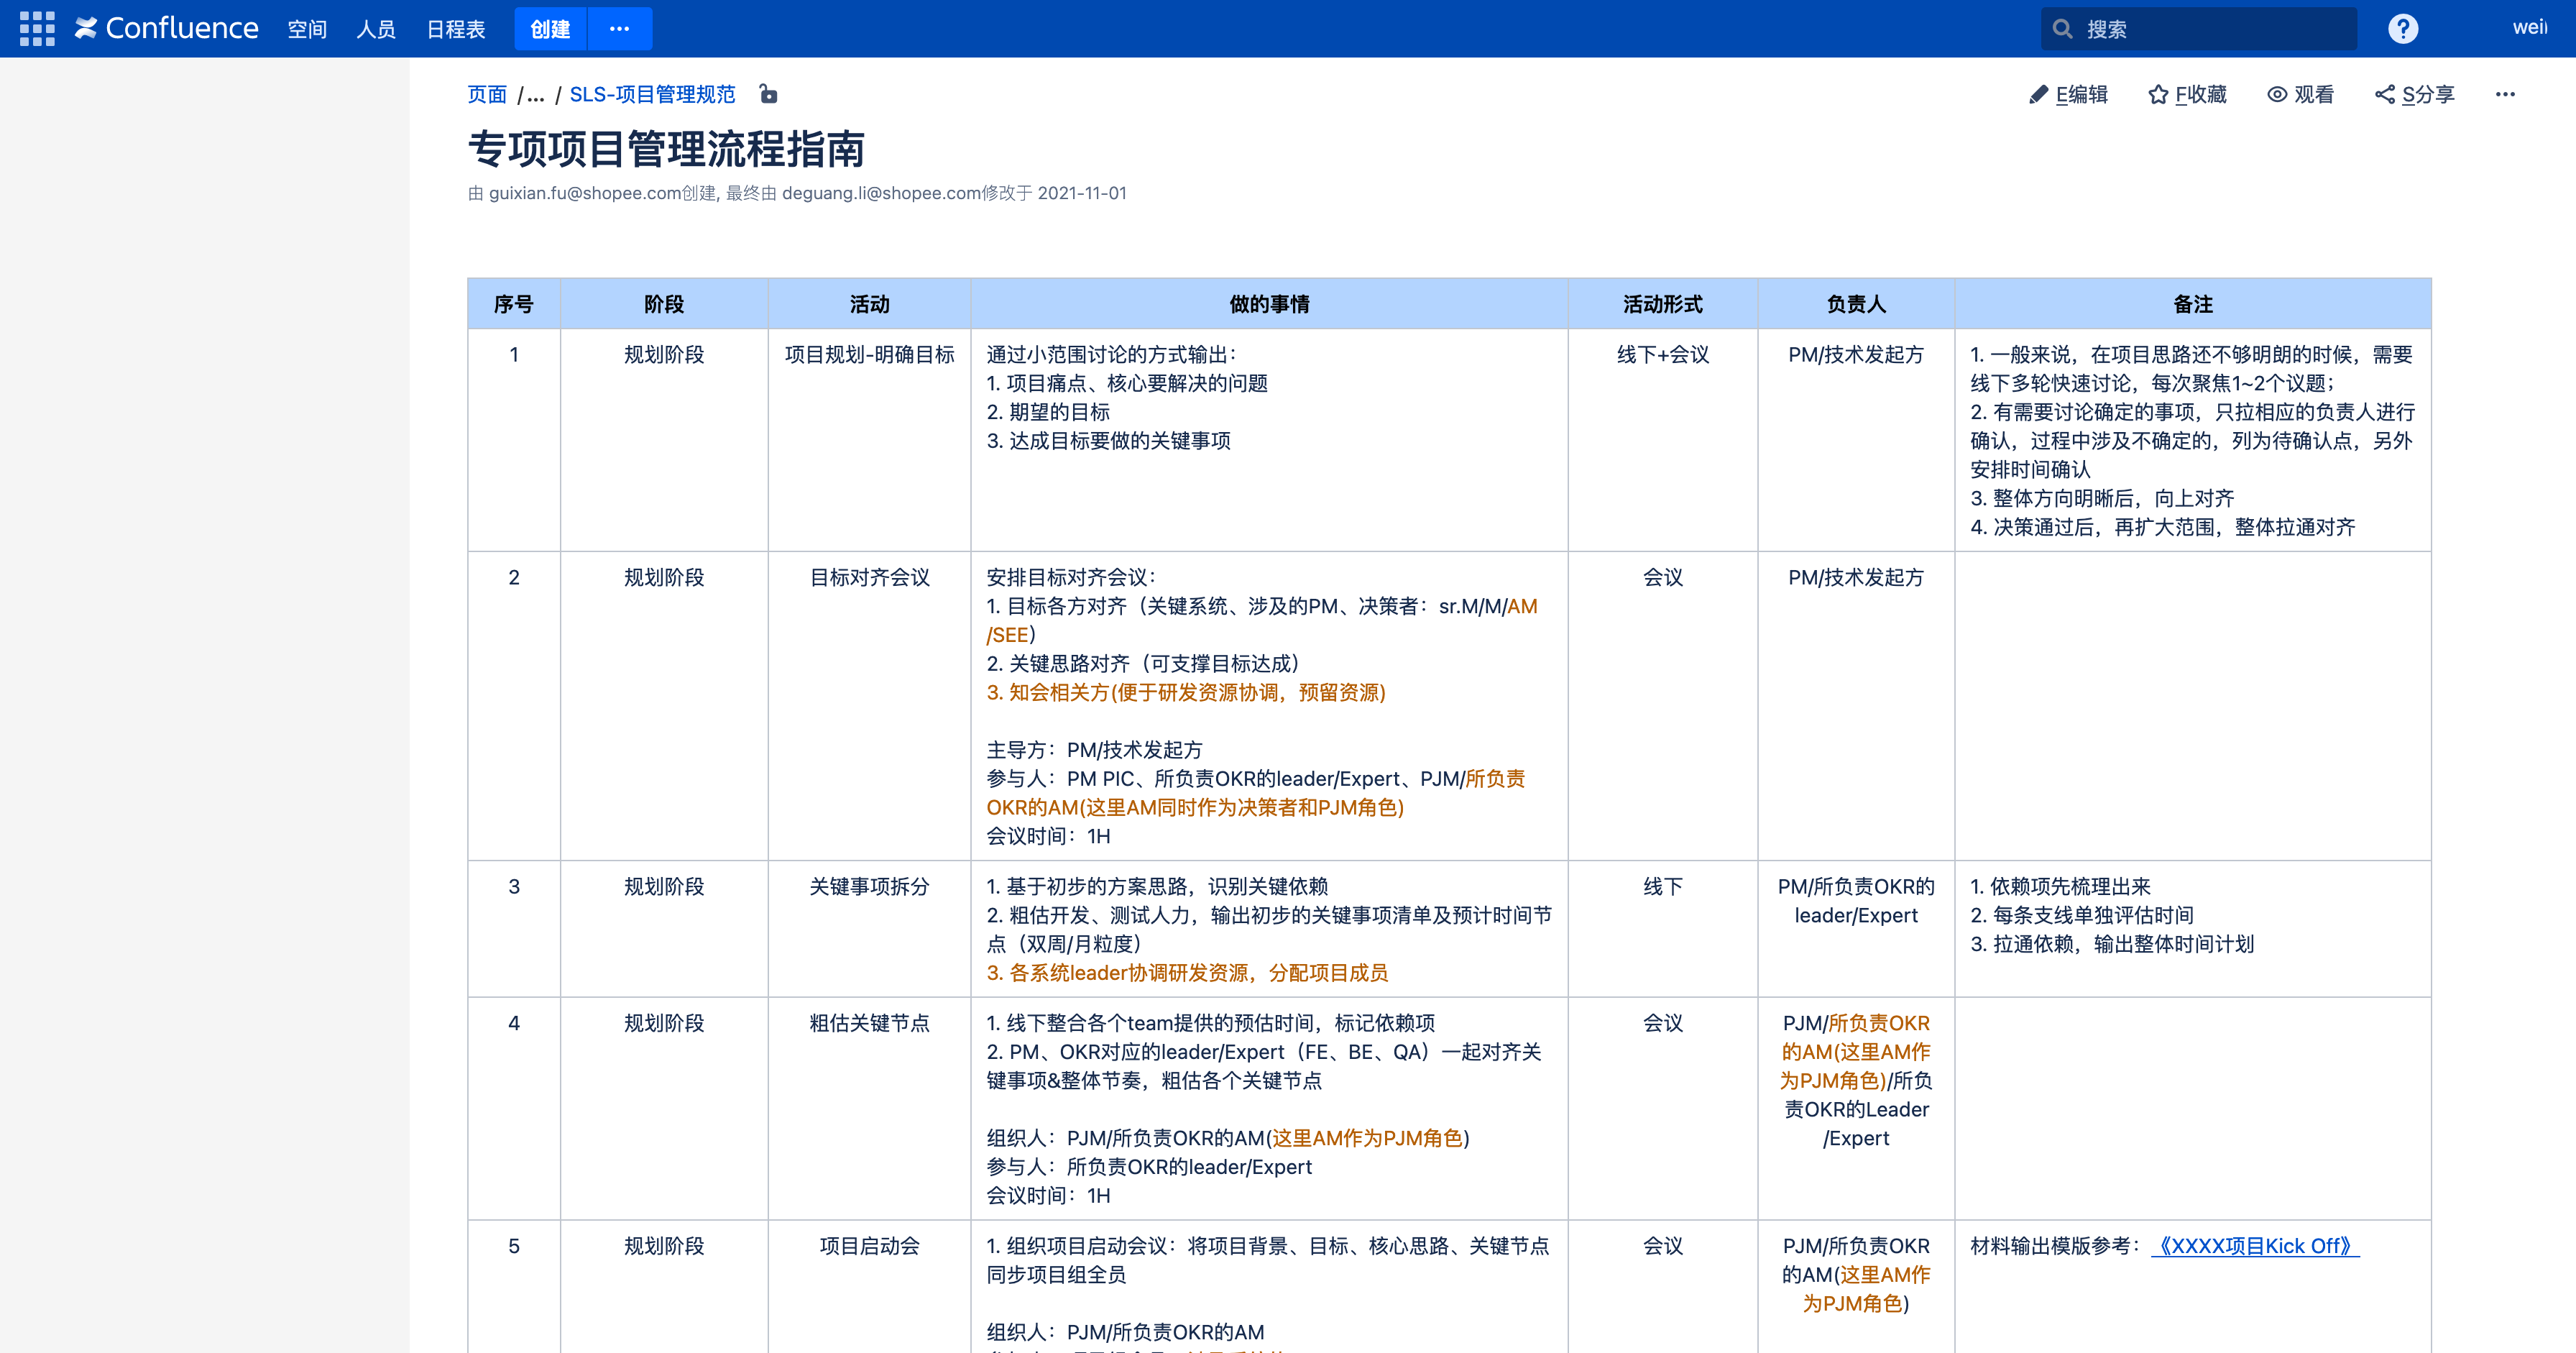 Confluence 空间 人员 日程表 创建 ··· 搜索 ? weil
页面 /... / SLS-项目管理规范 E编辑 F收藏 观看 S分享 ···
专项项目管理流程指南
由 guixian.fu@shopee.com创建, 最终由 deguang.li@shopee.com修改于 2021-11-01
序号 阶段 活动 做的事情 活动形式 负责人 备注
1
规划阶段
项目规划-明确目标
通过小范围讨论的方式输出：
1. 项目痛点、核心要解决的问题
2. 期望的目标
3. 达成目标要做的关键事项
线下+会议
PM/技术发起方
1. 一般来说，在项目思路还不够明朗的时候，需要
线下多轮快速讨论，每次聚焦1~2个议题；
2. 有需要讨论确定的事项，只拉相应的负责人进行
确认，过程中涉及不确定的，列为待确认点，另外
安排时间确认
3. 整体方向明晰后，向上对齐
4. 决策通过后，再扩大范围，整体拉通对齐
2
规划阶段
目标对齐会议
安排目标对齐会议：
1. 目标各方对齐（关键系统、涉及的PM、决策者：sr.M/M/AM
/SEE）
2. 关键思路对齐（可支撑目标达成）
3. 知会相关方(便于研发资源协调，预留资源)
主导方：PM/技术发起方
参与人：PM PIC、所负责OKR的leader/Expert、PJM/所负责
OKR的AM(这里AM同时作为决策者和PJM角色)
会议时间：1H
会议
PM/技术发起方
3
规划阶段
关键事项拆分
1. 基于初步的方案思路，识别关键依赖
2. 粗估开发、测试人力，输出初步的关键事项清单及预计时间节
点（双周/月粒度）
3. 各系统leader协调研发资源，分配项目成员
线下
PM/所负责OKR的
leader/Expert
1. 依赖项先梳理出来
2. 每条支线单独评估时间
3. 拉通依赖，输出整体时间计划
4
规划阶段
粗估关键节点
1. 线下整合各个team提供的预估时间，标记依赖项
2. PM、OKR对应的leader/Expert（FE、BE、QA）一起对齐关
键事项&整体节奏，粗估各个关键节点
组织人：PJM/所负责OKR的AM(这里AM作为PJM角色)
参与人：所负责OKR的leader/Expert
会议时间：1H
会议
PJM/所负责OKR
的AM(这里AM作
为PJM角色)/所负
责OKR的Leader
/Expert
5
规划阶段
项目启动会
1. 组织项目启动会议：将项目背景、目标、核心思路、关键节点
同步项目组全员
组织人：PJM/所负责OKR的AM
会议
PJM/所负责OKR
的AM(这里AM作
为PJM角色)
材料输出模版参考：《XXXX项目Kick Off》